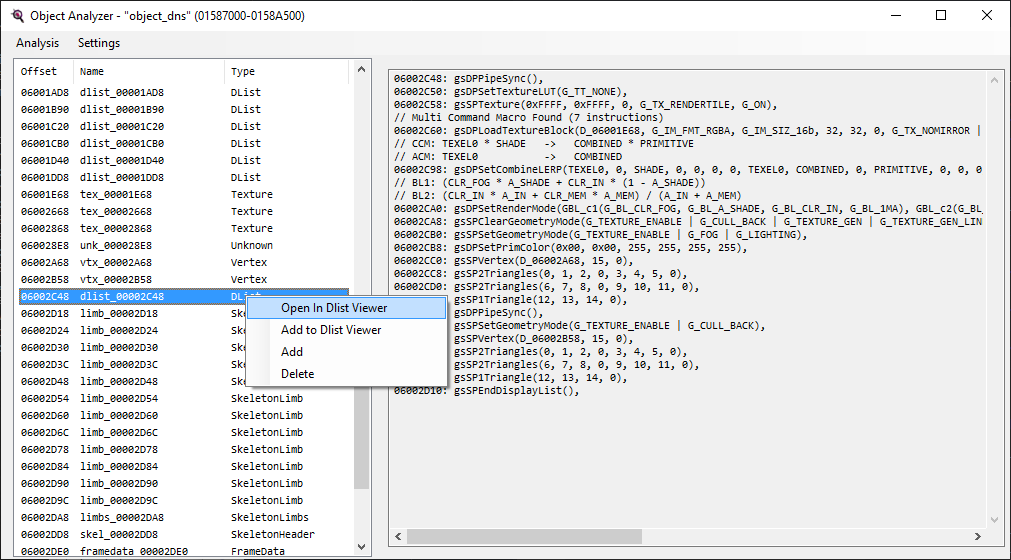 Object Analyzer - "object_dns" (01587000-0158A500)
Analysis Settings
Offset Name Type
06001AD8 dlist_00001AD8 DList
06001B90 dlist_00001B90 DList
06001C20 dlist_00001C20 DList
06001CB0 dlist_00001CB0 DList
06001D40 dlist_00001D40 DList
06001DD8 dlist_00001DD8 DList
06001E68 tex_00001E68 Texture
06002668 tex_00002668 Texture
06002868 tex_00002868 Texture
060028E8 unk_000028E8 Unknown
06002A68 vtx_00002A68 Vertex
06002B58 vtx_00002B58 Vertex
06002C48 dlist_00002C48 DList
06002D18 limb_00002D18 Ske
06002D24 limb_00002D24 Ske
06002D30 limb_00002D30 Ske
06002D3C limb_00002D3C Ske
06002D48 limb_00002D48 Ske
06002D54 limb_00002D54 SkeletonLimb
06002D60 limb_00002D60 SkeletonLimb
06002D6C limb_00002D6C SkeletonLimb
06002D78 limb_00002D78 SkeletonLimb
06002D84 limb_00002D84 SkeletonLimb
06002D90 limb_00002D90 SkeletonLimb
06002D9C limb_00002D9C SkeletonLimb
06002DA8 limbs_00002DA8 SkeletonLimbs
06002DD8 skel_00002DD8 SkeletonHeader
06002DE0 framedata_00002DE0 FrameData
Open In Dlist Viewer
Add to Dlist Viewer
Add
Delete
06002C48: gsDPPipeSync(),
06002C50: gsDPSetTextureLUT(G_TT_NONE),
06002C58: gsSPTexture(0xFFFF, 0xFFFF, 0, G_TX_RENDERTILE, G_ON),
// Multi Command Macro Found (7 instructions)
06002C60: gsDPLoadTextureBlock(D_06001E68, G_IM_FMT_RGBA, G_IM_SIZ_16b, 32, 32, 0, G_TX_NOMIRROR |
// CCM: TEXEL0 * SHADE -> COMBINED * PRIMITIVE
// ACM: TEXEL0 -> COMBINED
06002C98: gsDPSetCombineLERP(TEXEL0, 0, SHADE, 0, 0, 0, 0, TEXEL0, COMBINED, 0, PRIMITIVE, 0, 0, 0
// BL1: (CLR_FOG * A_SHADE + CLR_IN * (1 - A_SHADE))
// BL2: (CLR_IN * A_IN + CLR_MEM * A_MEM) / (A_IN + A_MEM)
06002CA0: gsDPSetRenderMode(GBL_c1(G_BL_CLR_FOG, G_BL_A_SHADE, G_BL_CLR_IN, G_BL_1MA), GBL_c2(G_BL_
06002CA8: gsSPClearGeometryMode(G_TEXTURE_ENABLE | G_CULL_BACK | G_TEXTURE_GEN | G_TEXTURE_GEN_LIN
06002CB0: gsSPSetGeometryMode(G_TEXTURE_ENABLE | G_FOG | G_LIGHTING),
06002CB8: gsDPSetPrimColor(0x00, 0x00, 255, 255, 255, 255),
06002CC0: gsSPVertex(D_06002A68, 15, 0),
06002CC8: gsSP2Triangles(0, 1, 2, 0, 3, 4, 5, 0),
06002CD0: gsSP2Triangles(6, 7, 8, 0, 9, 10, 11, 0),
gsSP1Triangle(12, 13, 14, 0),
gsDPPipeSync(),
gsSPSetGeometryMode(G_TEXTURE_ENABLE | G_CULL_BACK),
gsSPVertex(D_06002B58, 15, 0),
gsSP2Triangles(0, 1, 2, 0, 3, 4, 5, 0),
gsSP2Triangles(6, 7, 8, 0, 9, 10, 11, 0),
gsSP1Triangle(12, 13, 14, 0),
06002D10: gsSPEndDisplayList(),